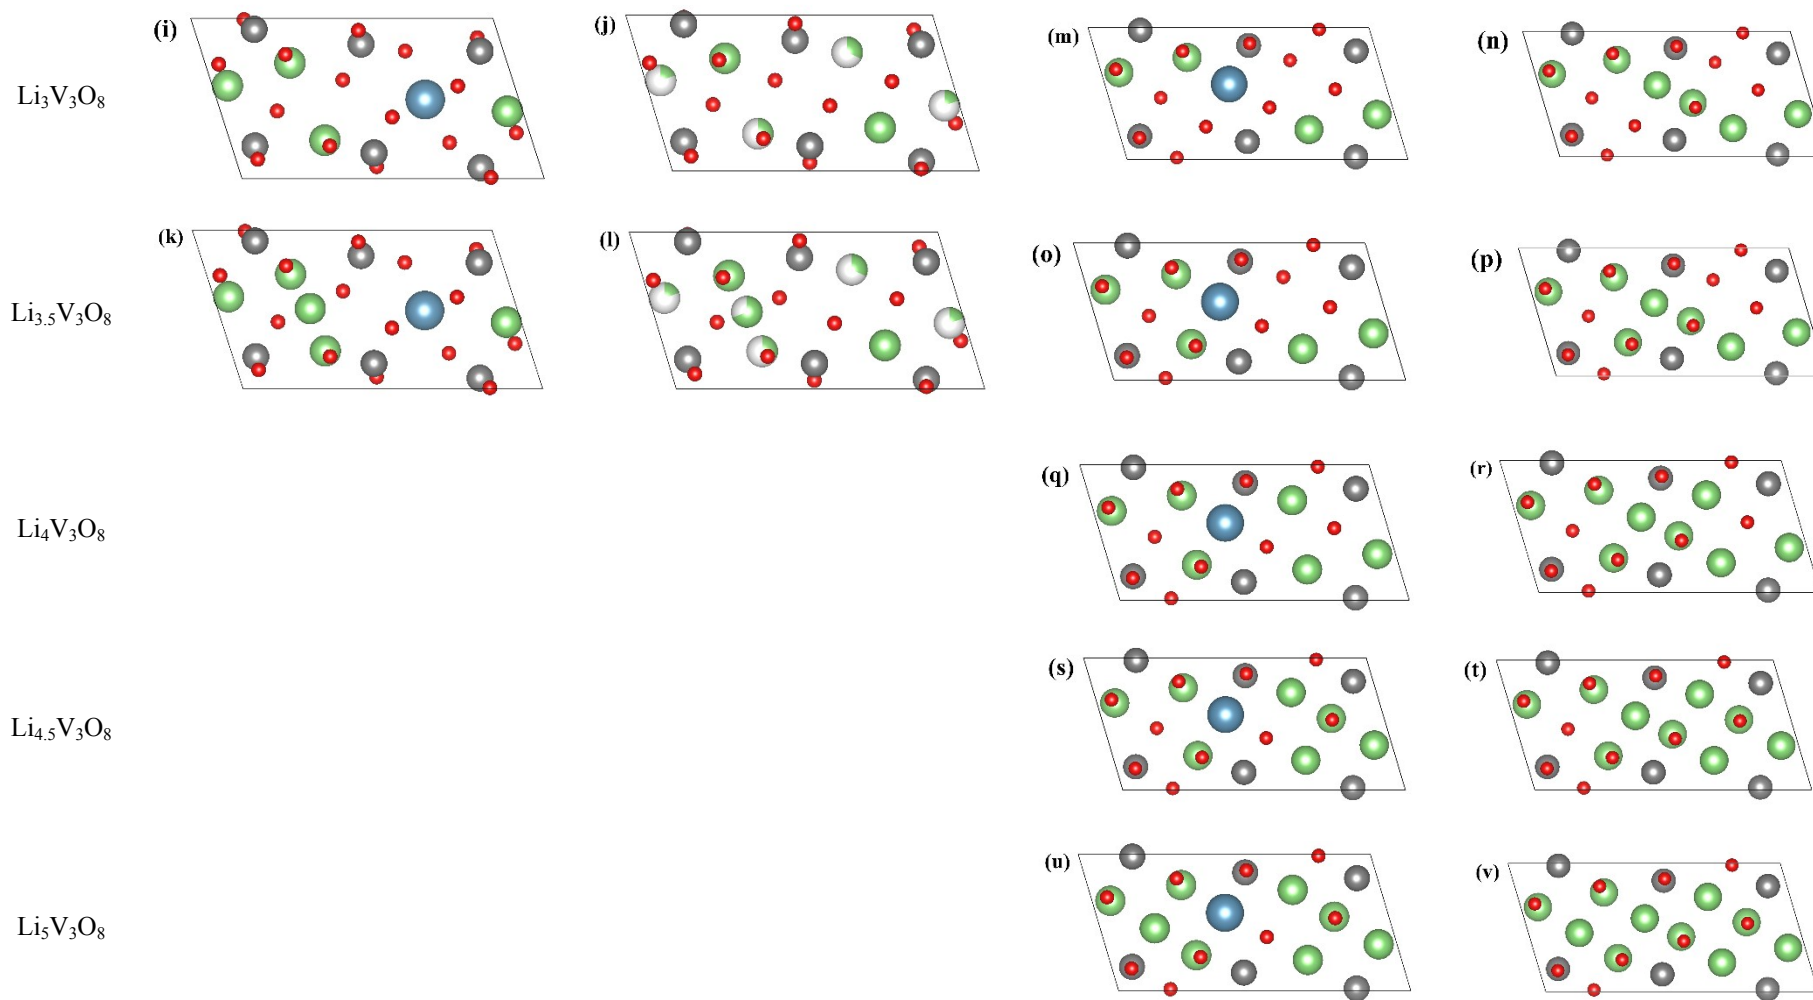 (i) (j) (m) (n)
Li₃V₃O₈
(k) (l) (o) (p)
Li₃.₅V₃O₈
(q) (r)
Li₄V₃O₈
(s) (t)
Li₄.₅V₃O₈
(u) (v)
Li₅V₃O₈